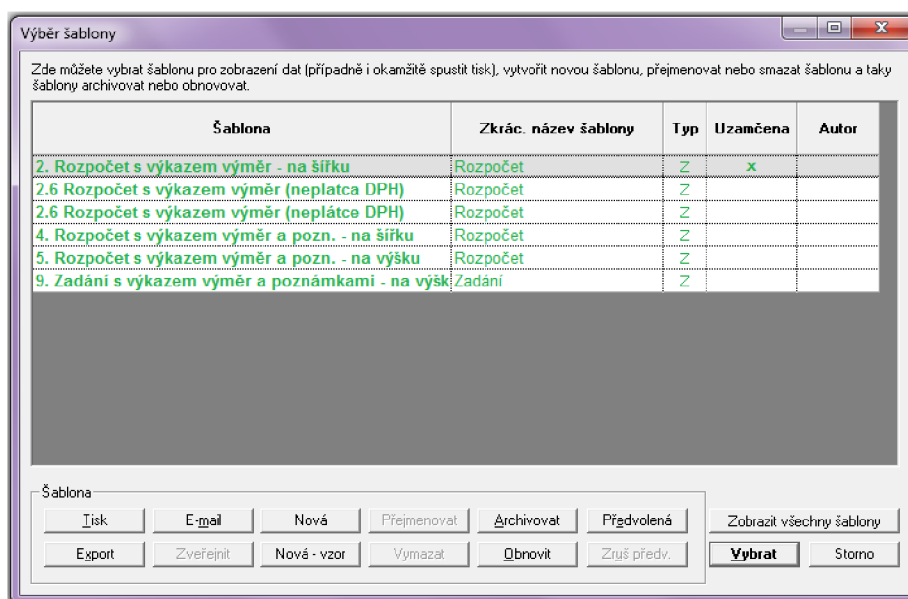 Výběr šablony
Zde můžete vybrat šablonu pro zobrazení dat (případně i okamžitě spustit tisk), vytvořit novou šablonu, přejmenovat nebo smazat šablonu a taky
šablony archivovat nebo obnovovat.
Šablona Zkrác. název šablony Typ Uzamčena Autor
2. Rozpočet s výkazem výměr - na šířku Rozpočet Z x
2.6 Rozpočet s výkazem výměr (neplatca DPH) Rozpočet Z
2.6 Rozpočet s výkazem výměr (neplátce DPH) Rozpočet Z
4. Rozpočet s výkazem výměr a pozn. - na šířku Rozpočet Z
5. Rozpočet s výkazem výměr a pozn. - na výšku Rozpočet Z
9. Zadání s výkazem výměr a poznámkami - na výšk Zadání Z
Šablona
Tisk E-mail Nová Přejmenovat Archivovat Předvolená Zobrazit všechny šablony
Export Zveřejnit Nová - vzor Vymazat Obnovit Zruš předv. Vybrat Storno